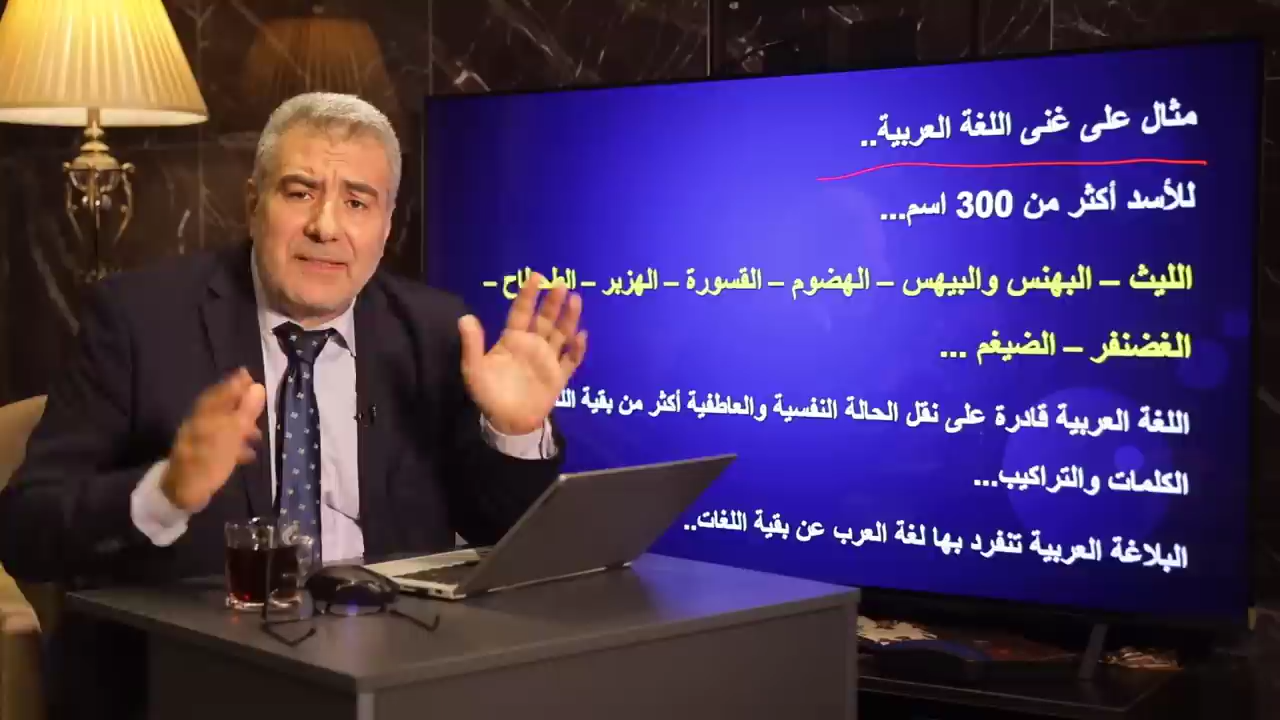 مثال على غنى اللغة العربية..
للأسد أكثر من 300 اسم...
الليث – البهنس والبيهس – الهضوم – القسورة – الهزبر – –
الغضنفر – الضيغم ...
اللغة العربية قادرة على نقل الحالة النفسية والعاطفية أكثر من بقية
الكلمات والتراكيب...
البلاغة العربية تنفرد بها لغة العرب عن بقية اللغات..